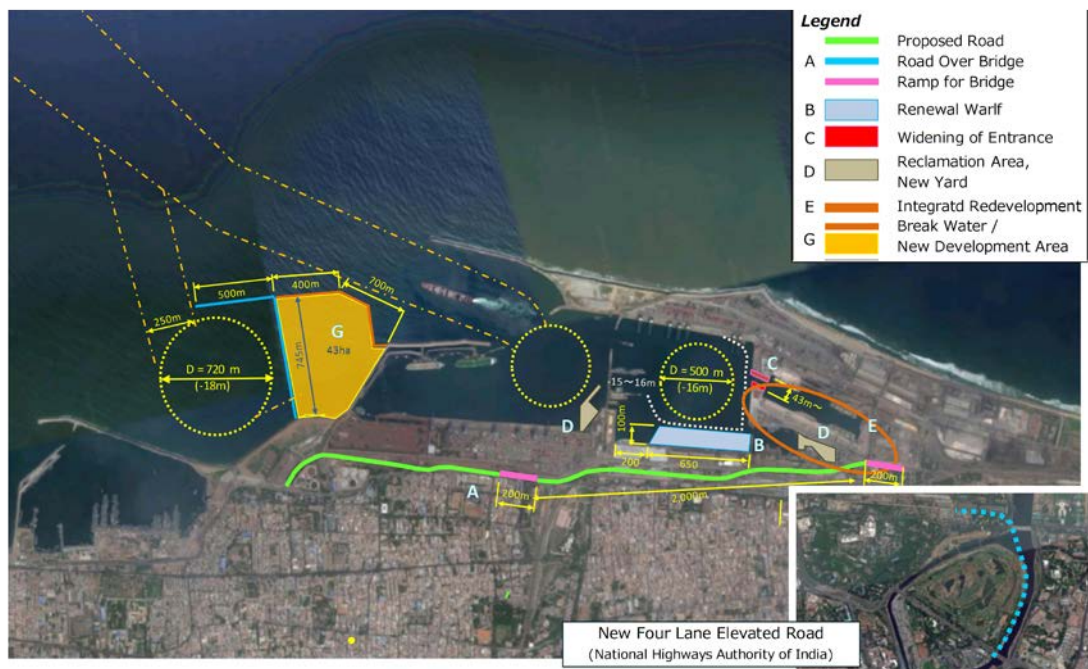 Legend
Proposed Road
A Road Over Bridge
Ramp for Bridge
B Renewal Warlf
C Widening of Entrance
D Reclamation Area,
New Yard
E Integratd Redevelopment
Break Water /
G New Development Area
500m
400m
700m
250m
G
43ha
745m
D = 720 m
(-18m)
D = 500 m
(-16m)
-15～16m
C
43m～
D
100m
B
D
E
200
650
A
200m
2,000m
200m
New Four Lane Elevated Road
(National Highways Authority of India)